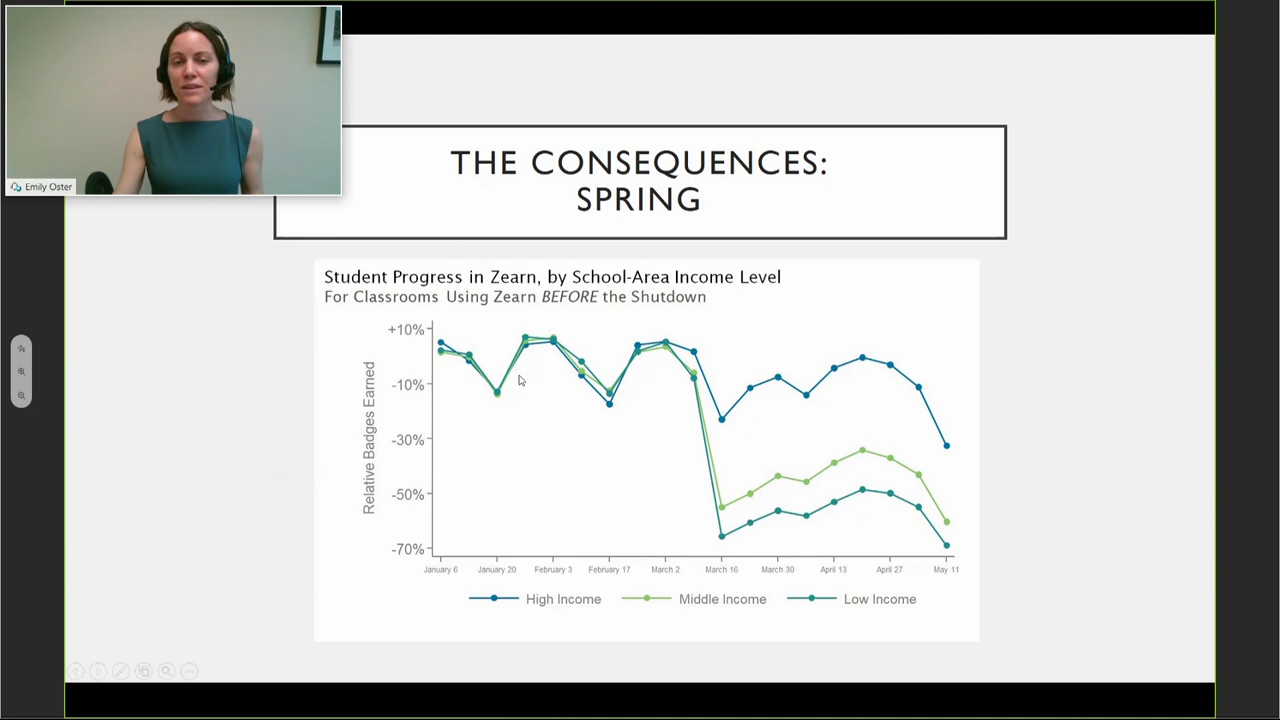 Emily Oster
THE CONSEQUENCES:
SPRING
Student Progress in Zearn, by School-Area Income Level
For Classrooms Using Zearn BEFORE the Shutdown
Relative Badges Earned
+10%
-10%
-30%
-50%
-70%
January 6 January 20 February 3 February 17 March 2 March 16 March 30 April 13 April 27 May 11
High Income Middle Income Low Income